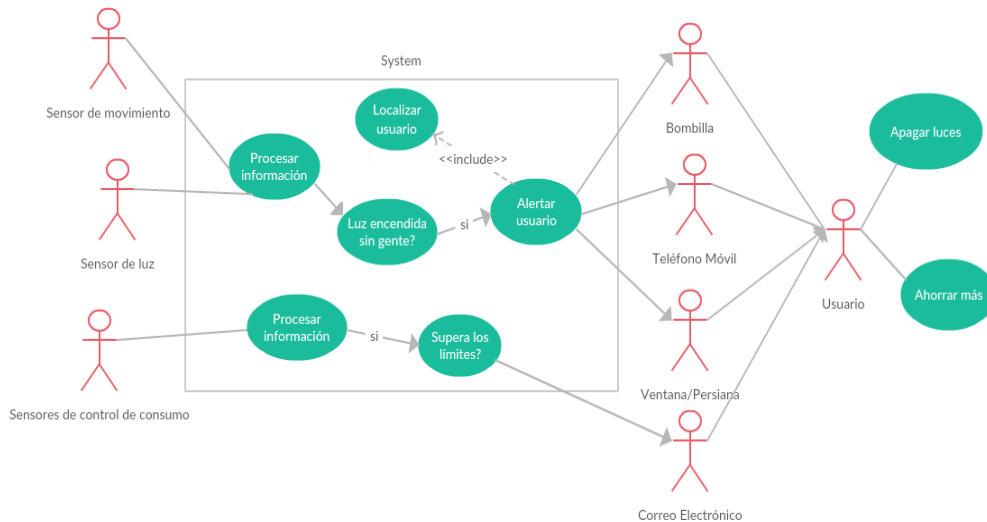 System
Sensor de movimiento
Localizar
usuario
Bombilla
Apagar luces
<<include>>
Procesar
información
Sensor de luz
Luz encendida
sin gente?
si
Alertar
usuario
Teléfono Móvil
Usuario
Ahorrar más
Procesar
información
si
Supera los
límites?
Ventana/Persiana
Sensores de control de consumo
Correo Electrónico